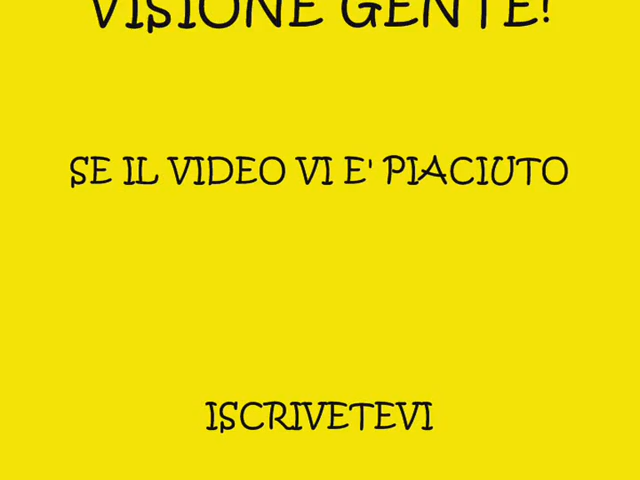 VISIONE GENTE!
SE IL VIDEO VI E' PIACIUTO
ISCRIVETEVI